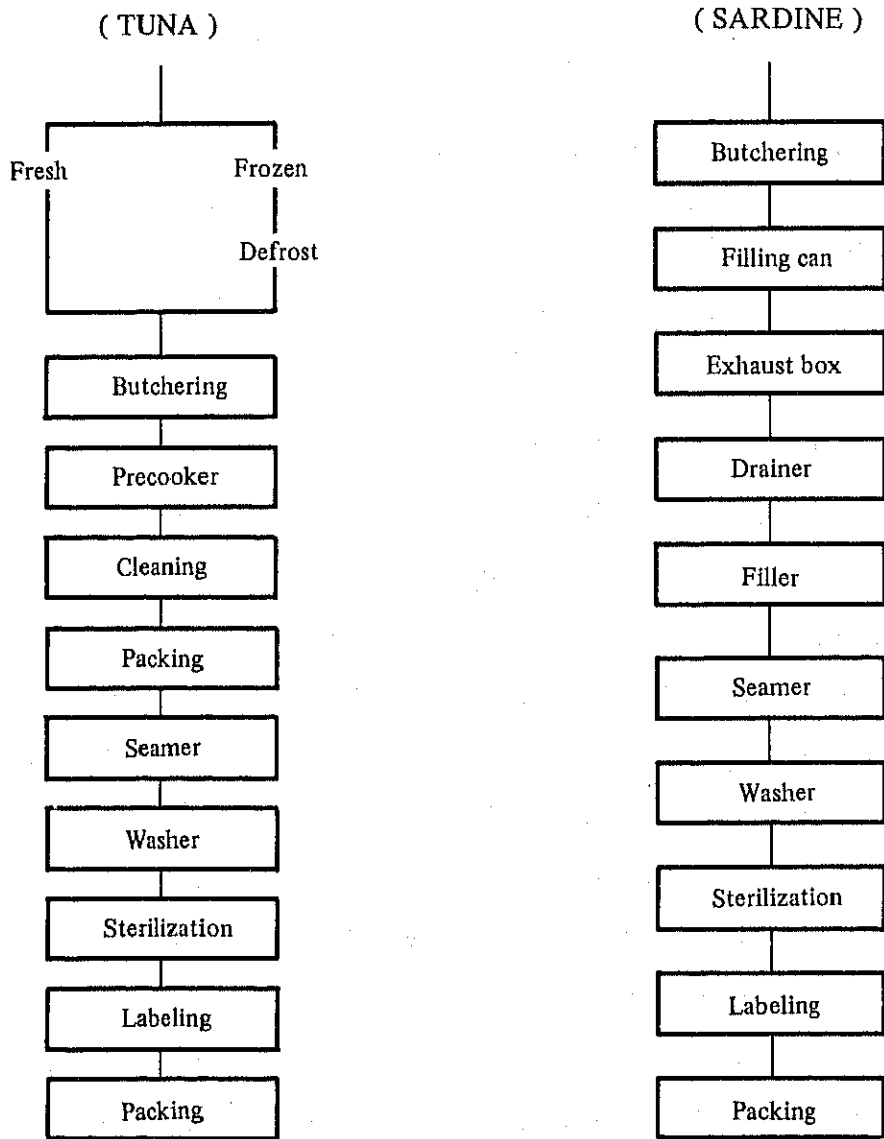 ( TUNA )
Fresh
Frozen
Defrost
Butchering
Precooker
Cleaning
Packing
Seamer
Washer
Sterilization
Labeling
Packing
( SARDINE )
Butchering
Filling can
Exhaust box
Drainer
Filler
Seamer
Washer
Sterilization
Labeling
Packing